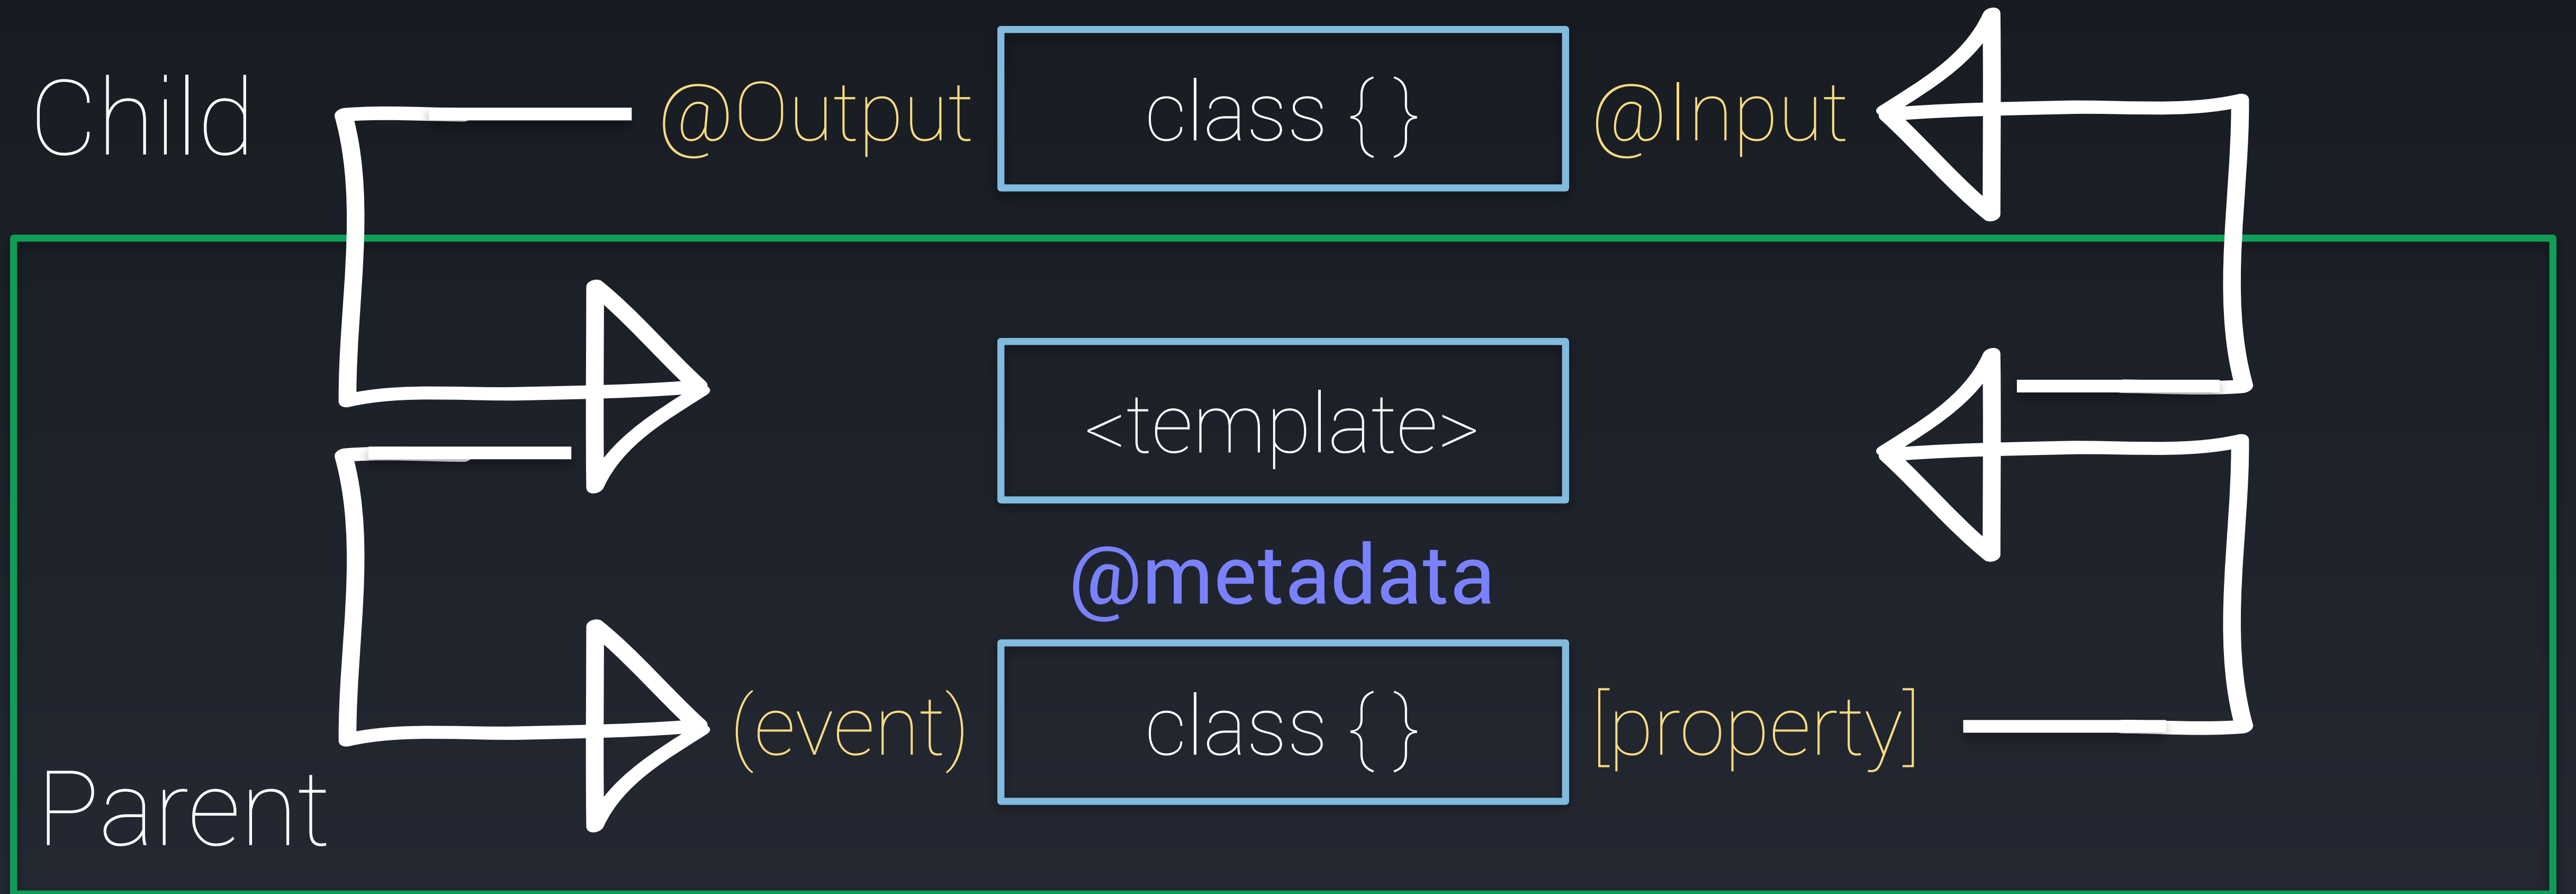 Child
@Output
class {}
@Input
<template>
@metadata
(event)
class {}
[property]
Parent